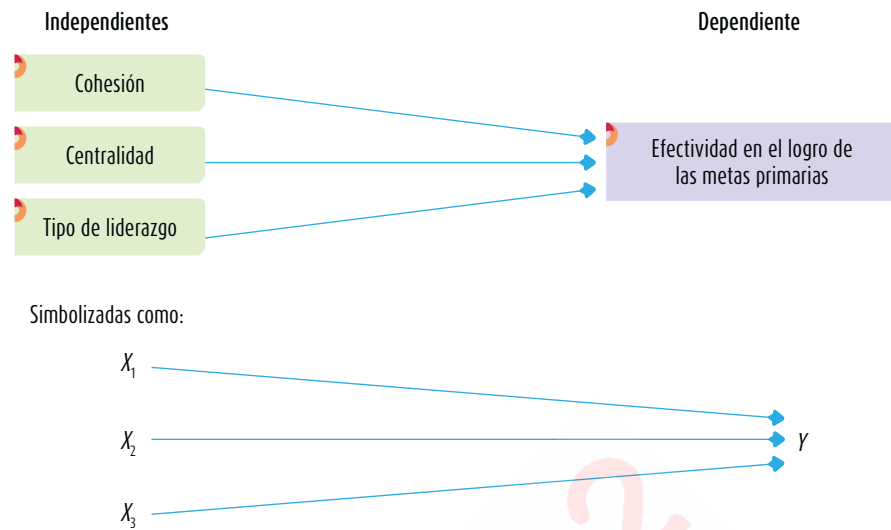 Independientes
Dependiente
Cohesión
Centralidad
Tipo de liderazgo
Efectividad en el logro de
las metas primarias
Simbolizadas como:
X₁
X₂
X₃
Y